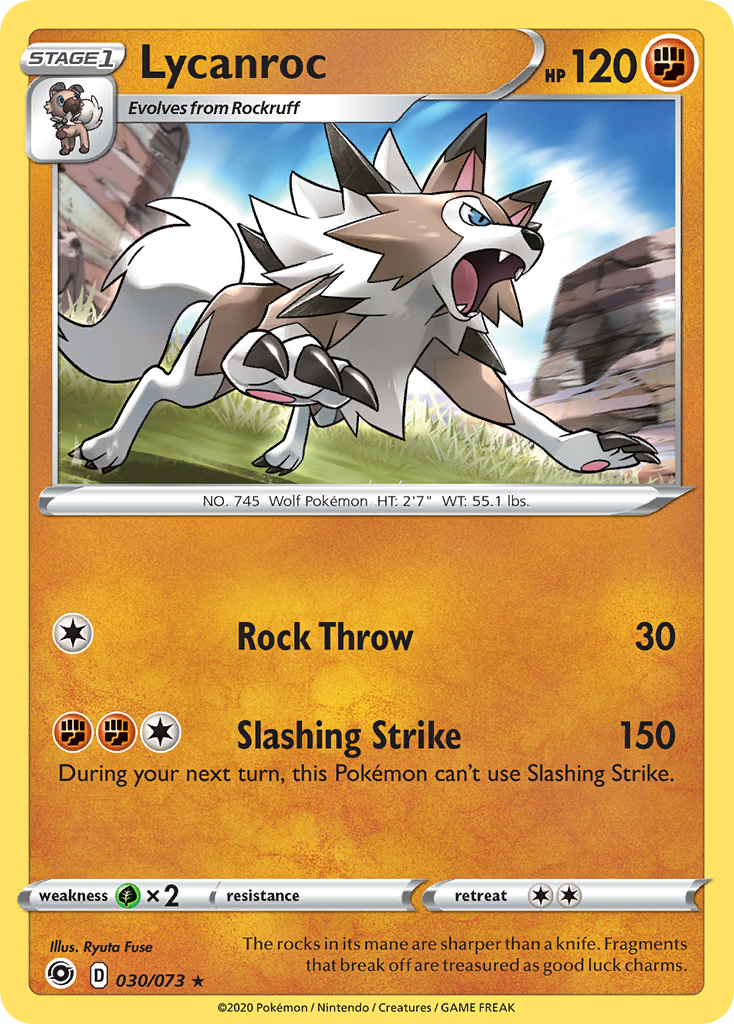 STAGE 1
Lycanroc
HP 120
Evolves from Rockruff
NO. 745 Wolf Pokémon HT: 2'7" WT: 55.1 lbs.
Rock Throw 30
Slashing Strike 150
During your next turn, this Pokémon can't use Slashing Strike.
weakness ×2 resistance retreat
Illus. Ryuta Fuse
The rocks in its mane are sharper than a knife. Fragments
that break off are treasured as good luck charms.
D 030/073 ★
©2020 Pokémon / Nintendo / Creatures / GAME FREAK